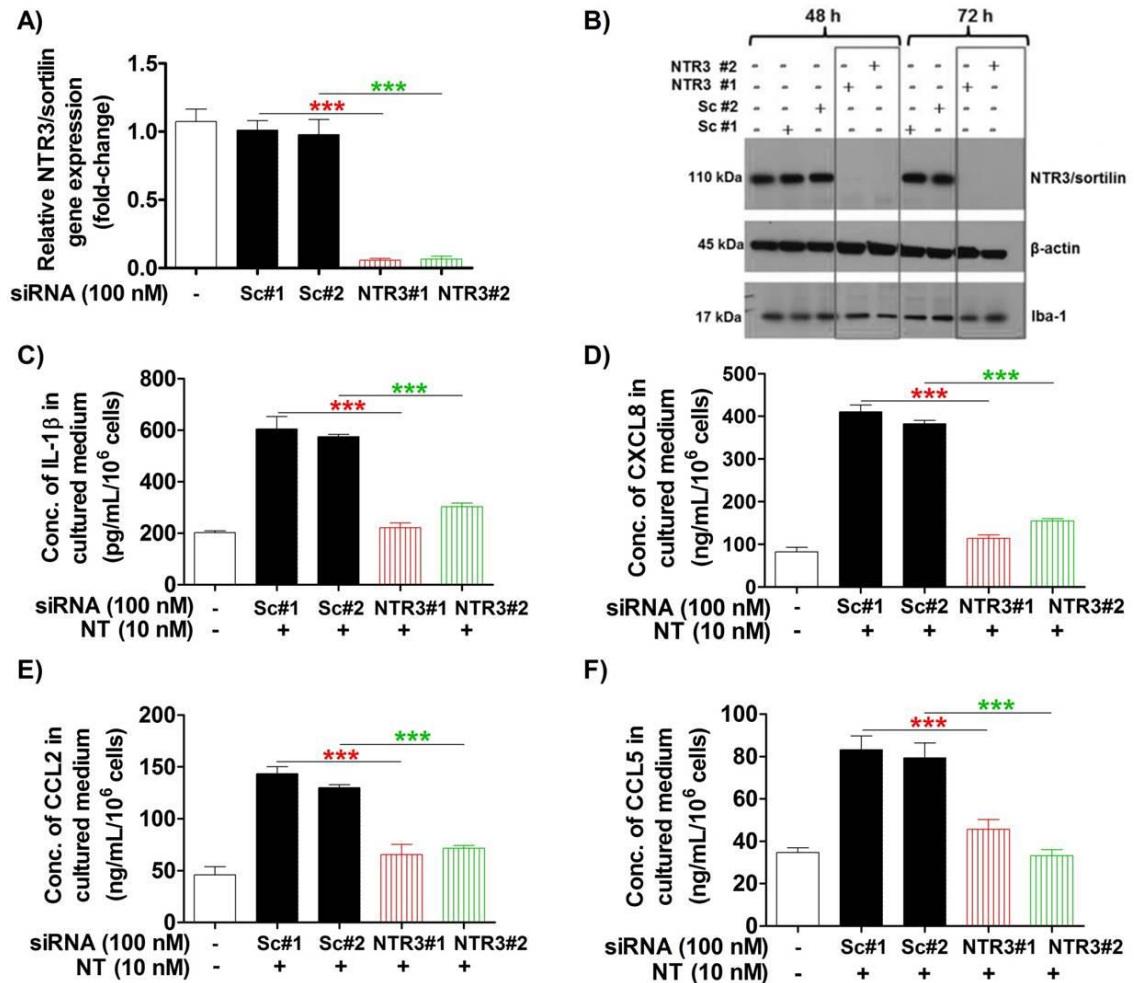 A)
Relative NTR3/sortilin
gene expression
(fold-change)
1.5
1.0
0.5
0.0
***
***
siRNA (100 nM) - Sc#1 Sc#2 NTR3#1 NTR3#2
B)
48 h 72 h
NTR3 #2 - - - - + - - - +
NTR3 #1 - - - + - - - + -
Sc #2 - - + - - - + - -
Sc #1 - + - - - + - - -
110 kDa NTR3/sortilin
45 kDa β-actin
17 kDa Iba-1
C)
Conc. of IL-1β in
cultured medium
(pg/mL/10⁶ cells)
800
600
400
200
0
***
***
siRNA (100 nM) - Sc#1 Sc#2 NTR3#1 NTR3#2
NT (10 nM) - + + + +
D)
Conc. of CXCL8 in
cultured medium
(ng/mL/10⁶ cells)
500
400
300
200
100
0
***
***
siRNA (100 nM) - Sc#1 Sc#2 NTR3#1 NTR3#2
NT (10 nM) - + + + +
E)
Conc. of CCL2 in
cultured medium
(ng/mL/10⁶ cells)
200
150
100
50
0
***
***
siRNA (100 nM) - Sc#1 Sc#2 NTR3#1 NTR3#2
NT (10 nM) - + + + +
F)
Conc. of CCL5 in
cultured medium
(ng/mL/10⁶ cells)
100
80
60
40
20
0
***
***
siRNA (100 nM) - Sc#1 Sc#2 NTR3#1 NTR3#2
NT (10 nM) - + + + +